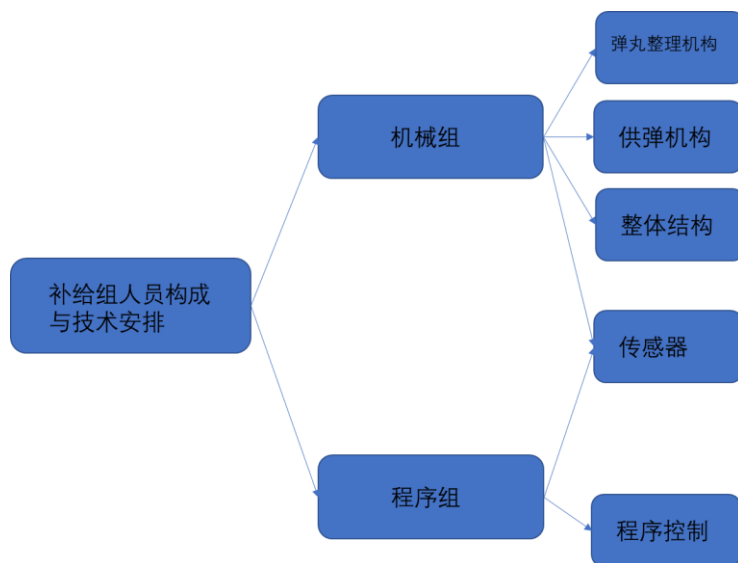 弹丸整理机构
机械组
供弹机构
整体结构
补给组人员构成
与技术安排
传感器
程序组
程序控制